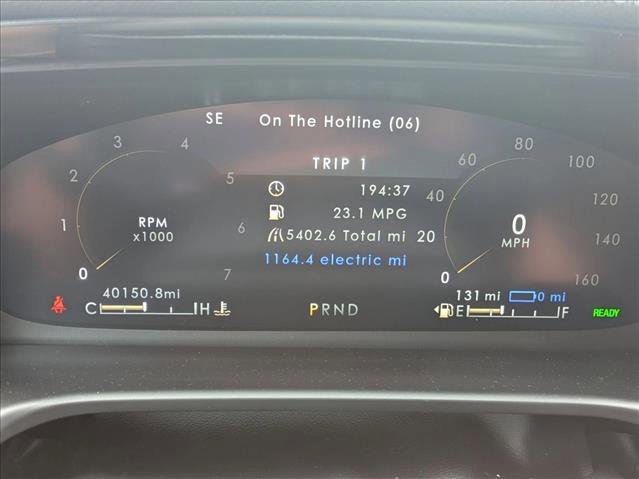 SE On The Hotline (06)
TRIP 1
194:37
23.1 MPG
5402.6 Total mi
1164.4 electric mi
0 1 2 3 4 5 6 7
RPM
x1000
0 20 40 60 80 100 120 140 160
0
MPH
40150.8mi
C H
PRND
131 mi 0 mi
E F
READY